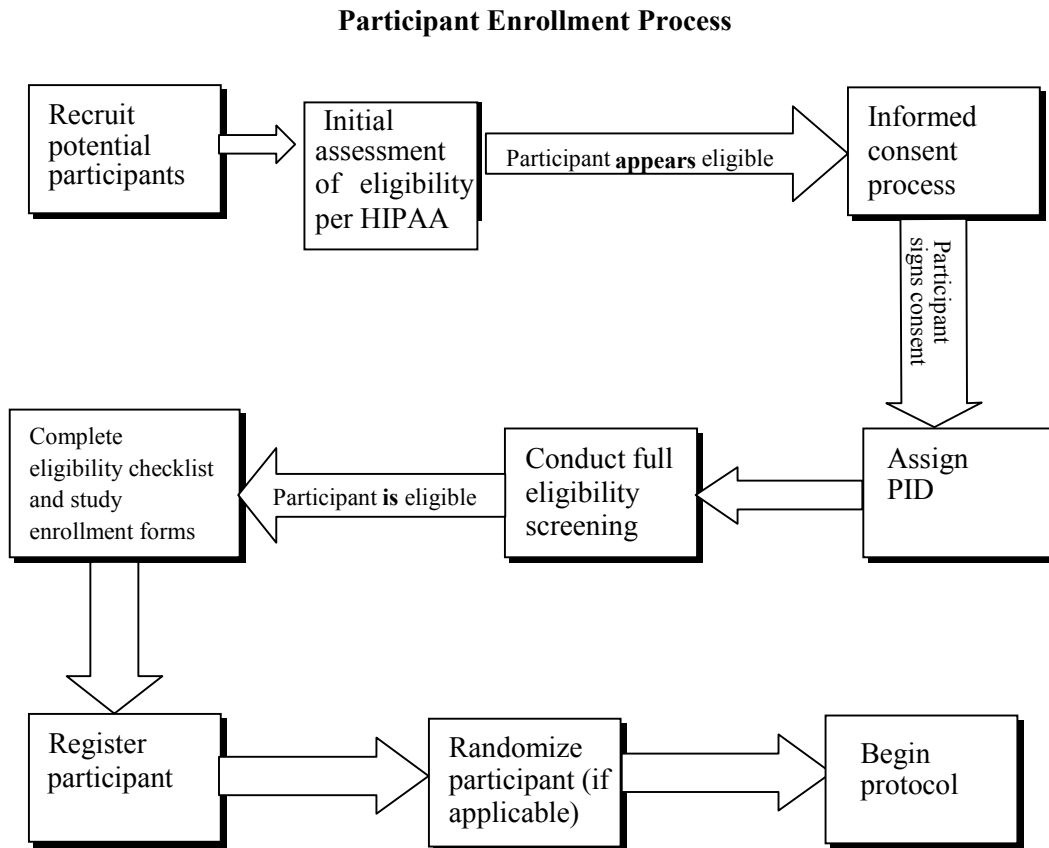 Participant Enrollment Process
Recruit
potential
participants
Initial
assessment
of eligibility
per HIPAA
Participant appears eligible
Informed
consent
process
Participant
signs consent
Assign
PID
Conduct full
eligibility
screening
Participant is eligible
Complete
eligibility checklist
and study
enrollment forms
Register
participant
Randomize
participant (if
applicable)
Begin
protocol